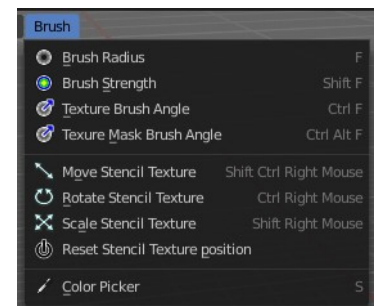 Brush
Brush Radius F
Brush Strength Shift F
Texture Brush Angle Ctrl F
Texure Mask Brush Angle Ctrl Alt F
Move Stencil Texture Shift Ctrl Right Mouse
Rotate Stencil Texture Ctrl Right Mouse
Scale Stencil Texture Shift Right Mouse
Reset Stencil Texture position
Color Picker S